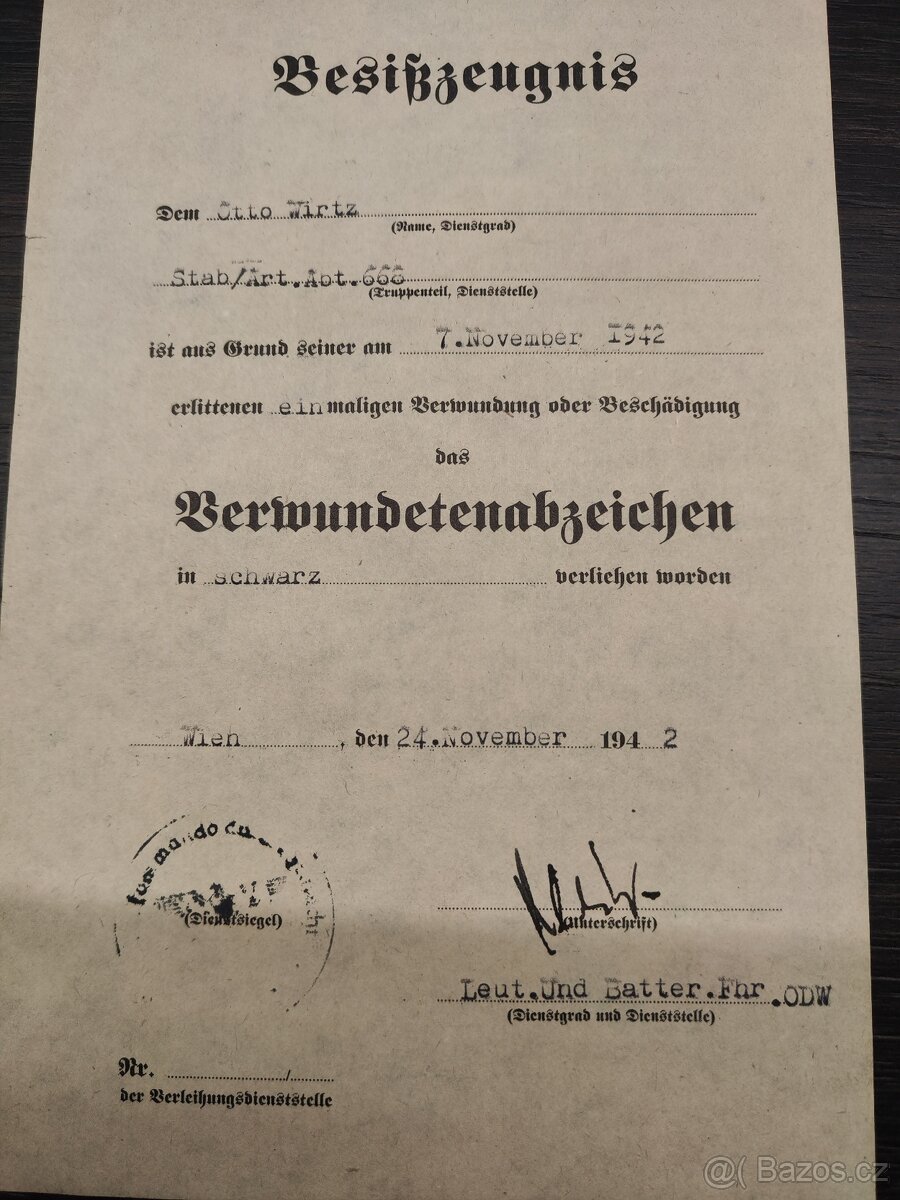 Besitzzeugnis
Dem Otto Wirtz
(Name, Dienstgrad)
Stab/Art.Abt.668
(Truppenteil, Dienststelle)
ist aus Grund seiner am 7.November 1942
erlittenen einmaligen Verwundung oder Beschädigung
das
Verwundetenabzeichen
in schwarz verliehen worden
Wien, den 24.November 1942
(Dienstsiegel)
(Unterschrift)
Leut.Und Batter.Fhr.ODW
(Dienstgrad und Dienststelle)
Nr. /
der Verleihungsdienststelle
@( Bazos.cz